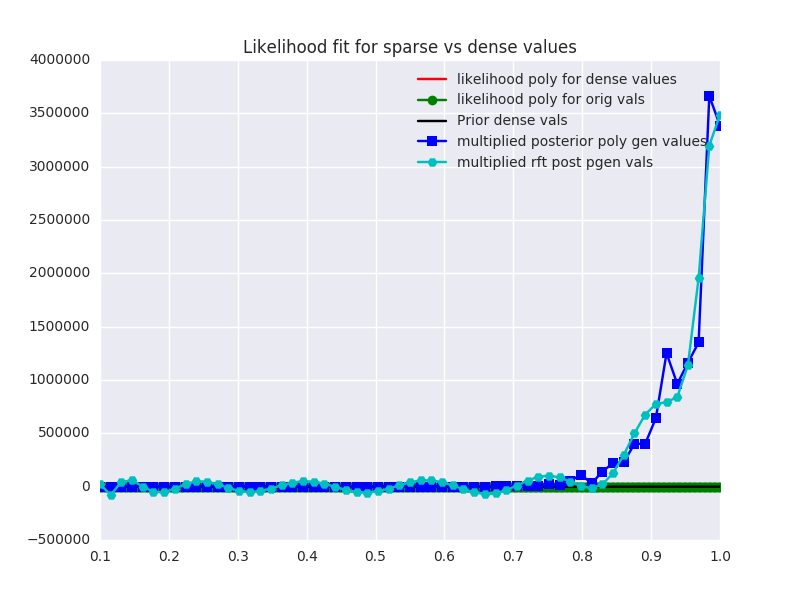 Likelihood fit for sparse vs dense values
4000000
3500000
3000000
2500000
2000000
1500000
1000000
500000
0
−500000
likelihood poly for dense values
likelihood poly for orig vals
Prior dense vals
multiplied posterior poly gen values
multiplied rft post pgen vals
0.1 0.2 0.3 0.4 0.5 0.6 0.7 0.8 0.9 1.0